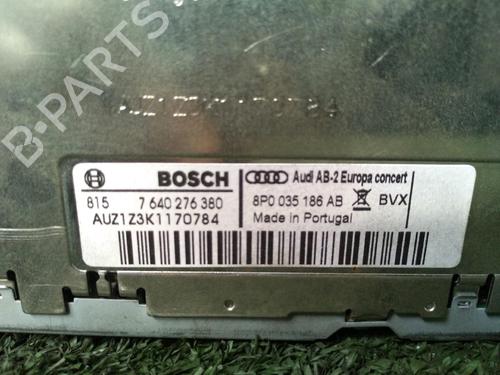 AUZ1Z3K1170784
BOSCH
Audi AB-2 Europa concert
815 7 640 276 380
8P0 035 186 AB BVX
AUZ1Z3K1170784
Made in Portugal